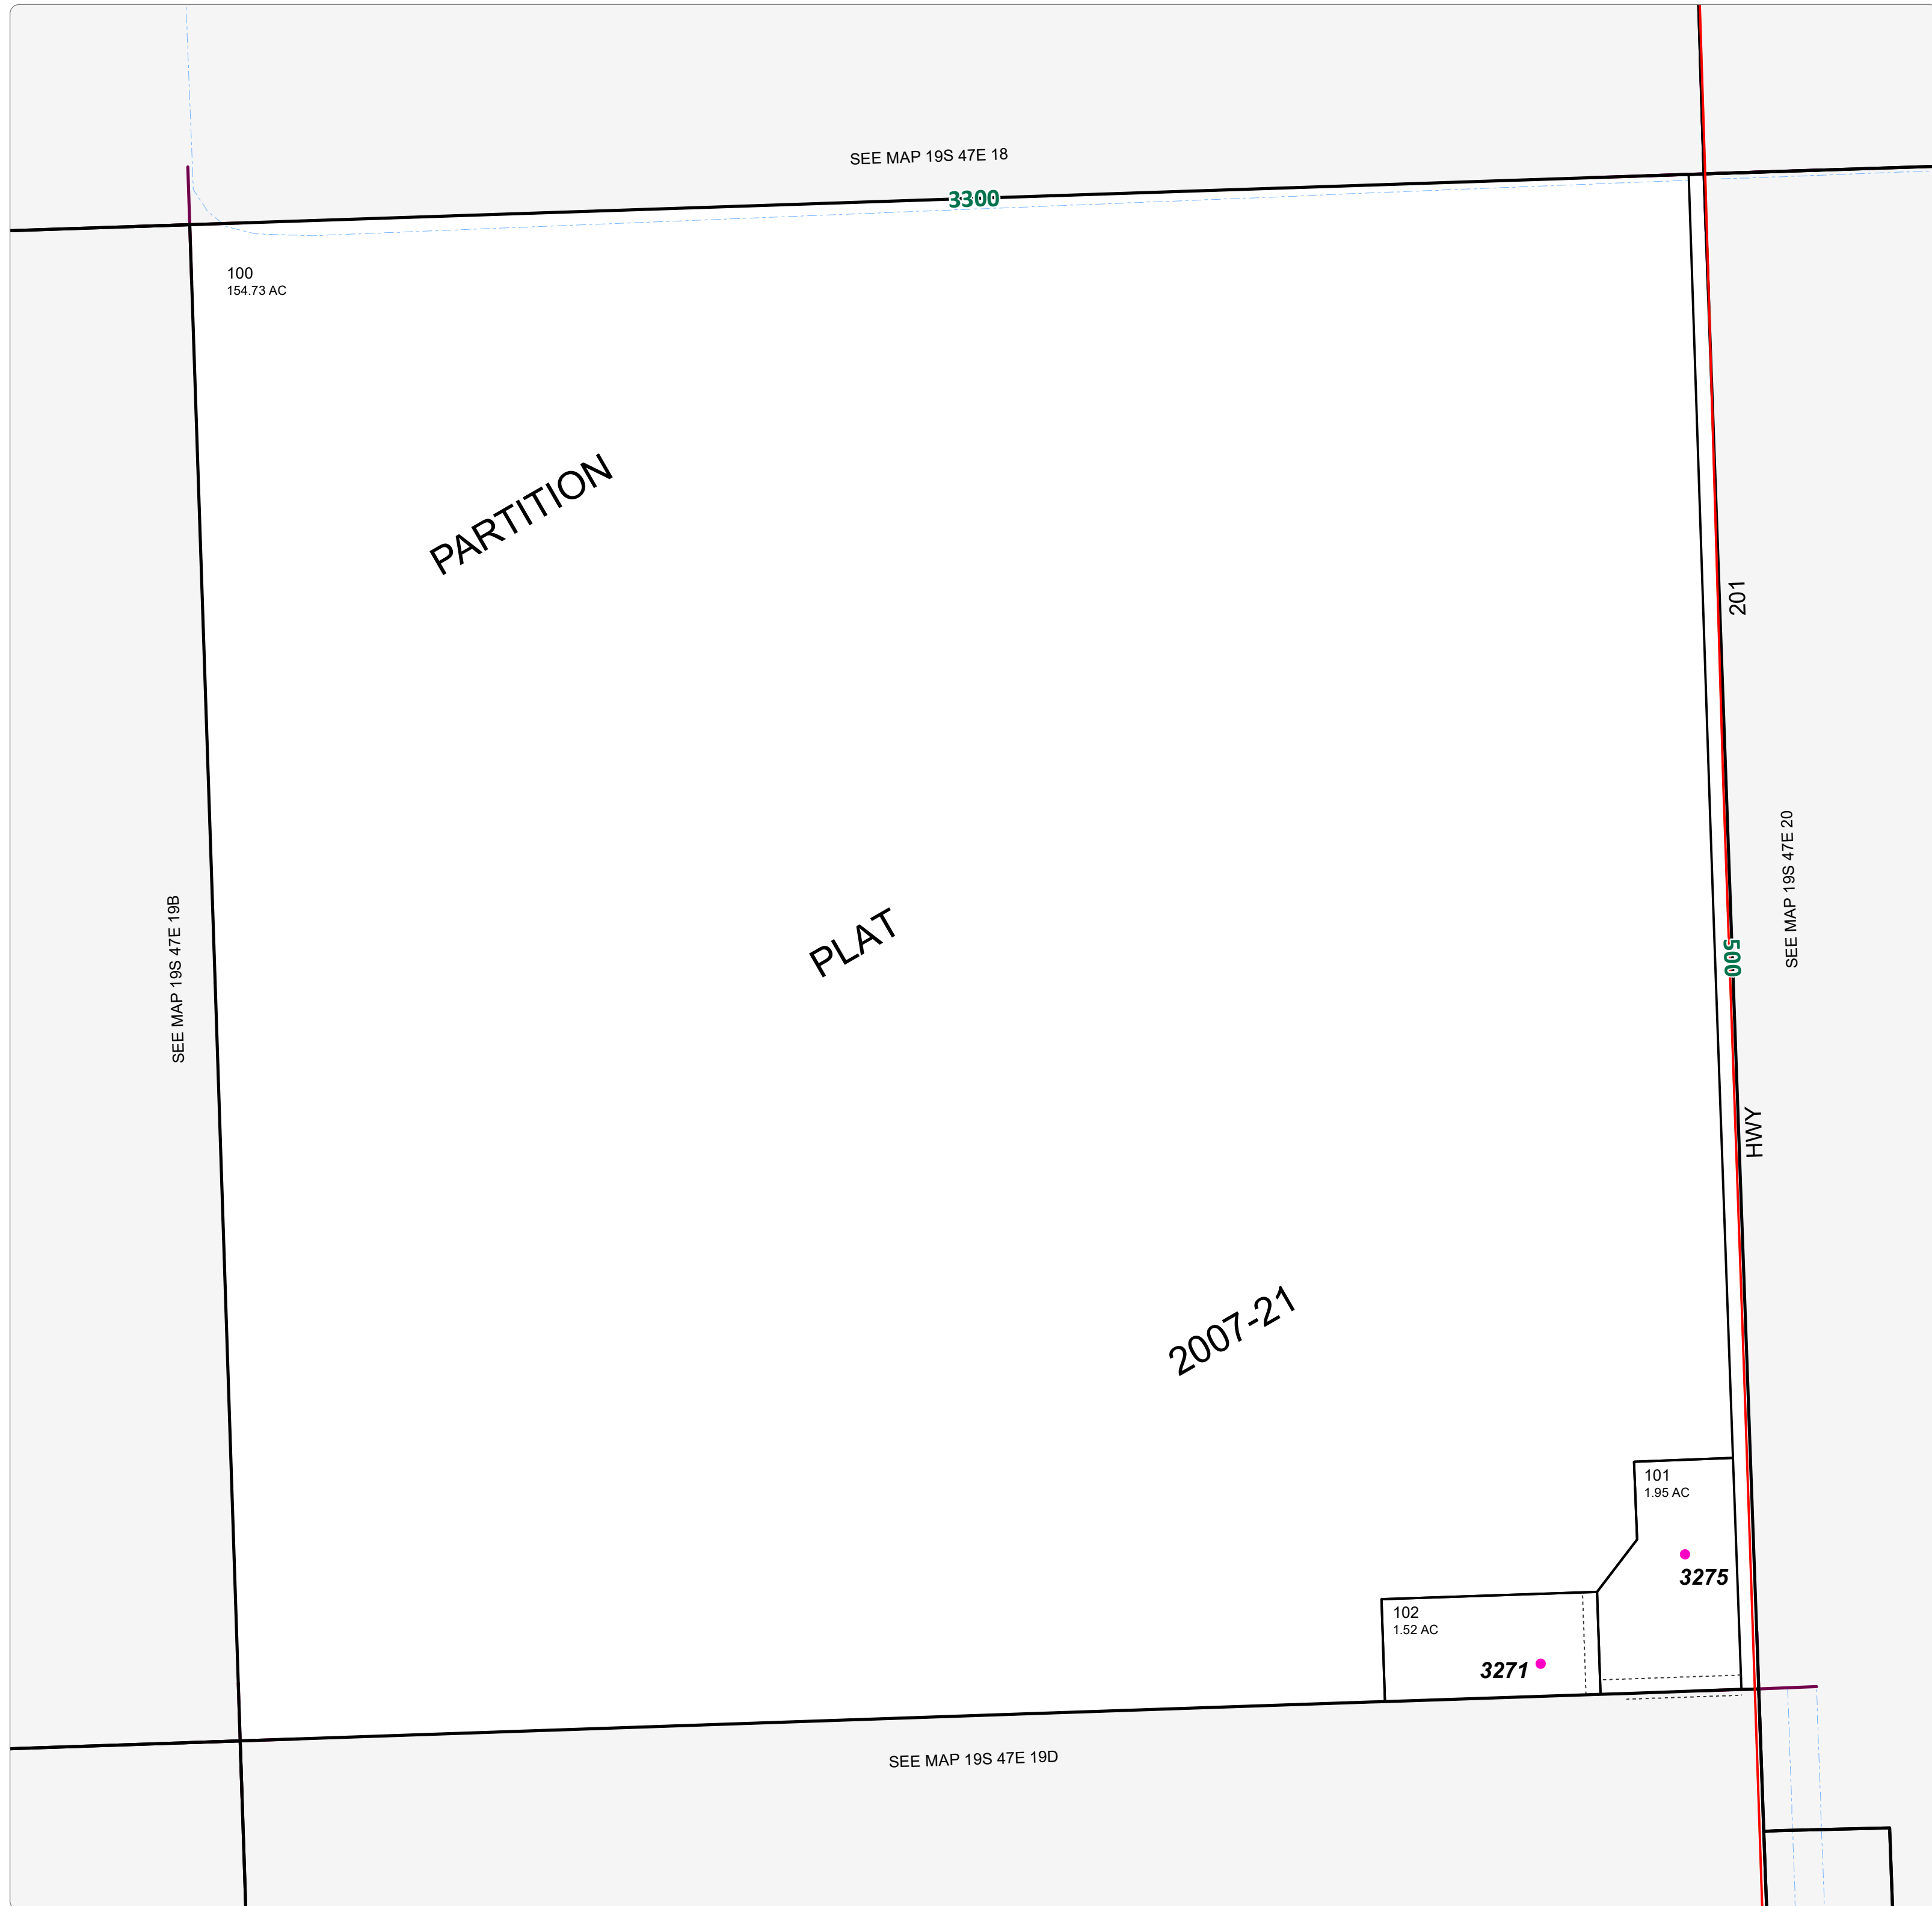 SEE MAP 19S 47E 18
3300
100
154.73 AC
PARTITION
201
SEE MAP 19S 47E 20
SEE MAP 19S 47E 19B
PLAT
500
HWY
2007-21
101
1.95 AC
3275
102
1.52 AC
3271
SEE MAP 19S 47E 19D